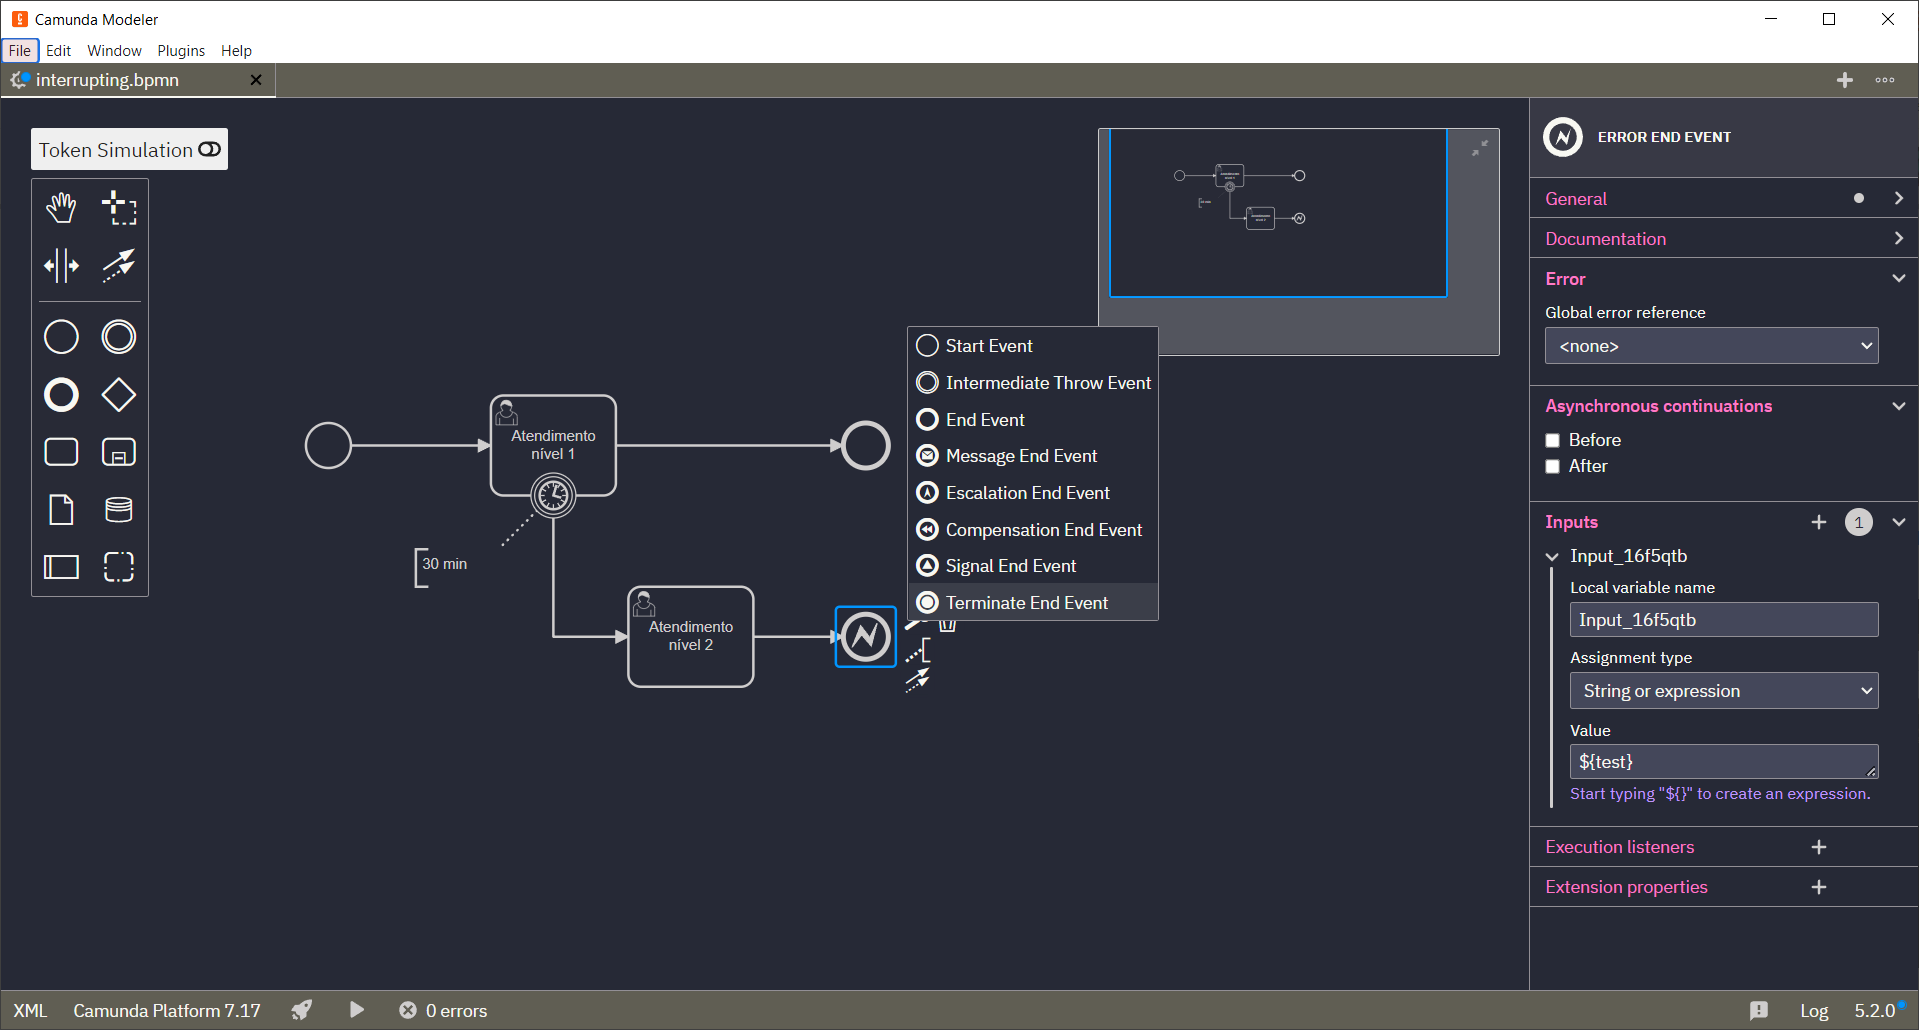 Camunda Modeler
File Edit Window Plugins Help
interrupting.bpmn
Token Simulation
Atendimento
nível 1
30 min
Atendimento
nível 2
Start Event
Intermediate Throw Event
End Event
Message End Event
Escalation End Event
Compensation End Event
Signal End Event
Terminate End Event
ERROR END EVENT
General
Documentation
Error
Global error reference
<none>
Asynchronous continuations
Before
After
Inputs 1
Input_16f5qtb
Local variable name
Input_16f5qtb
Assignment type
String or expression
Value
${test}
Start typing "${}" to create an expression.
Execution listeners
Extension properties
XML Camunda Platform 7.17 0 errors Log 5.2.0